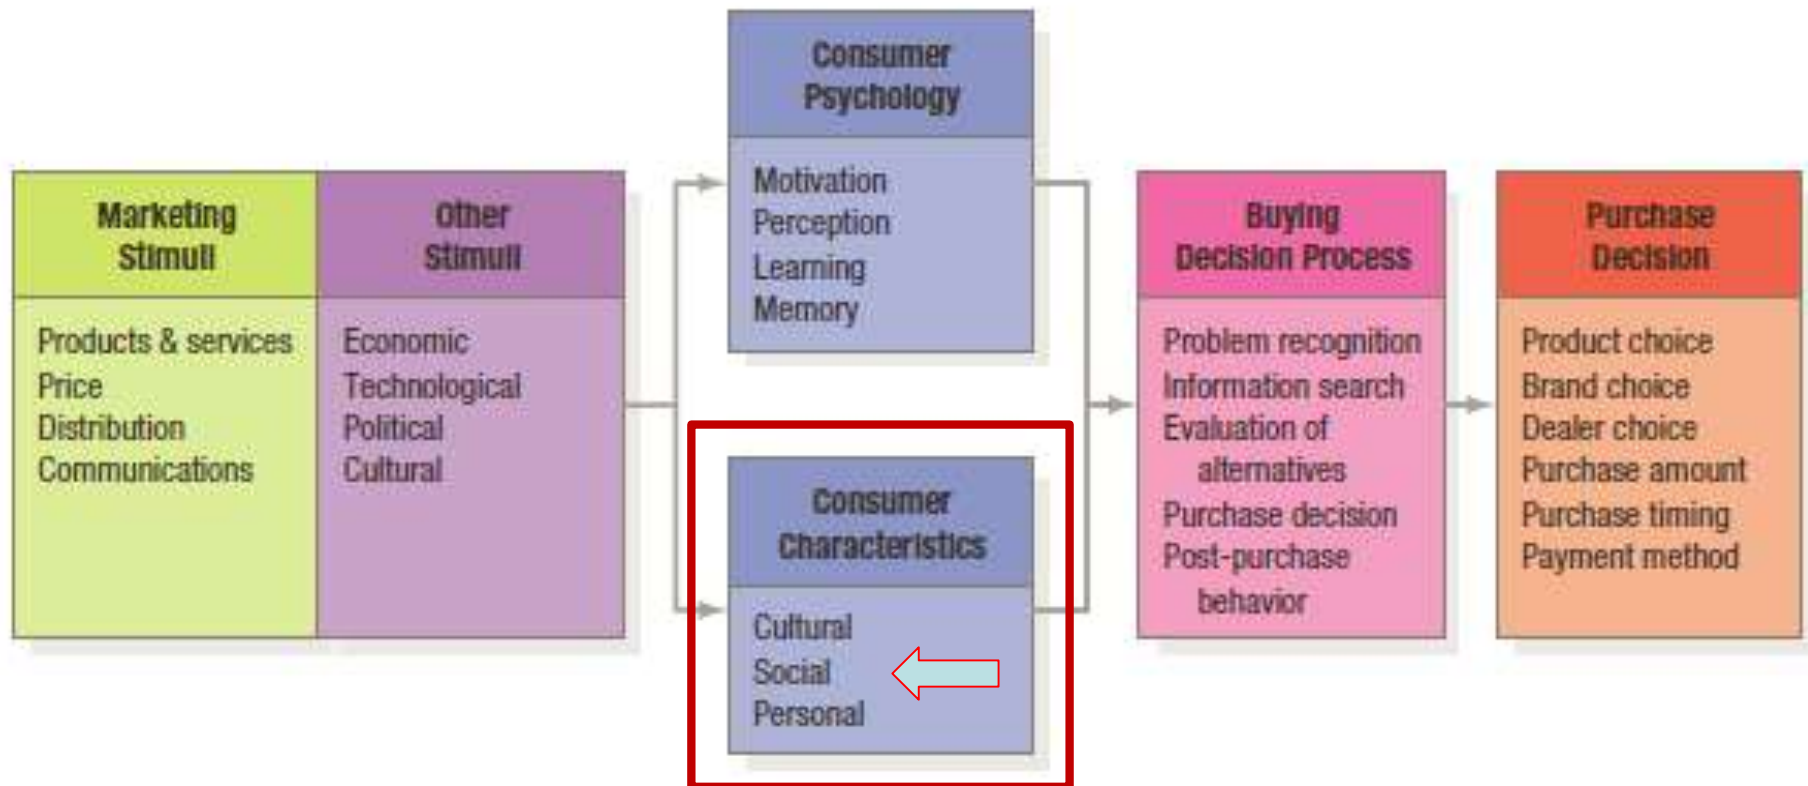 Marketing
Stimuli
Products & services
Price
Distribution
Communications
Other
Stimuli
Economic
Technological
Political
Cultural
Consumer
Psychology
Motivation
Perception
Learning
Memory
Consumer
Characteristics
Cultural
Social
Personal
Buying
Decision Process
Problem recognition
Information search
Evaluation of
alternatives
Purchase decision
Post-purchase
behavior
Purchase
Decision
Product choice
Brand choice
Dealer choice
Purchase amount
Purchase timing
Payment method